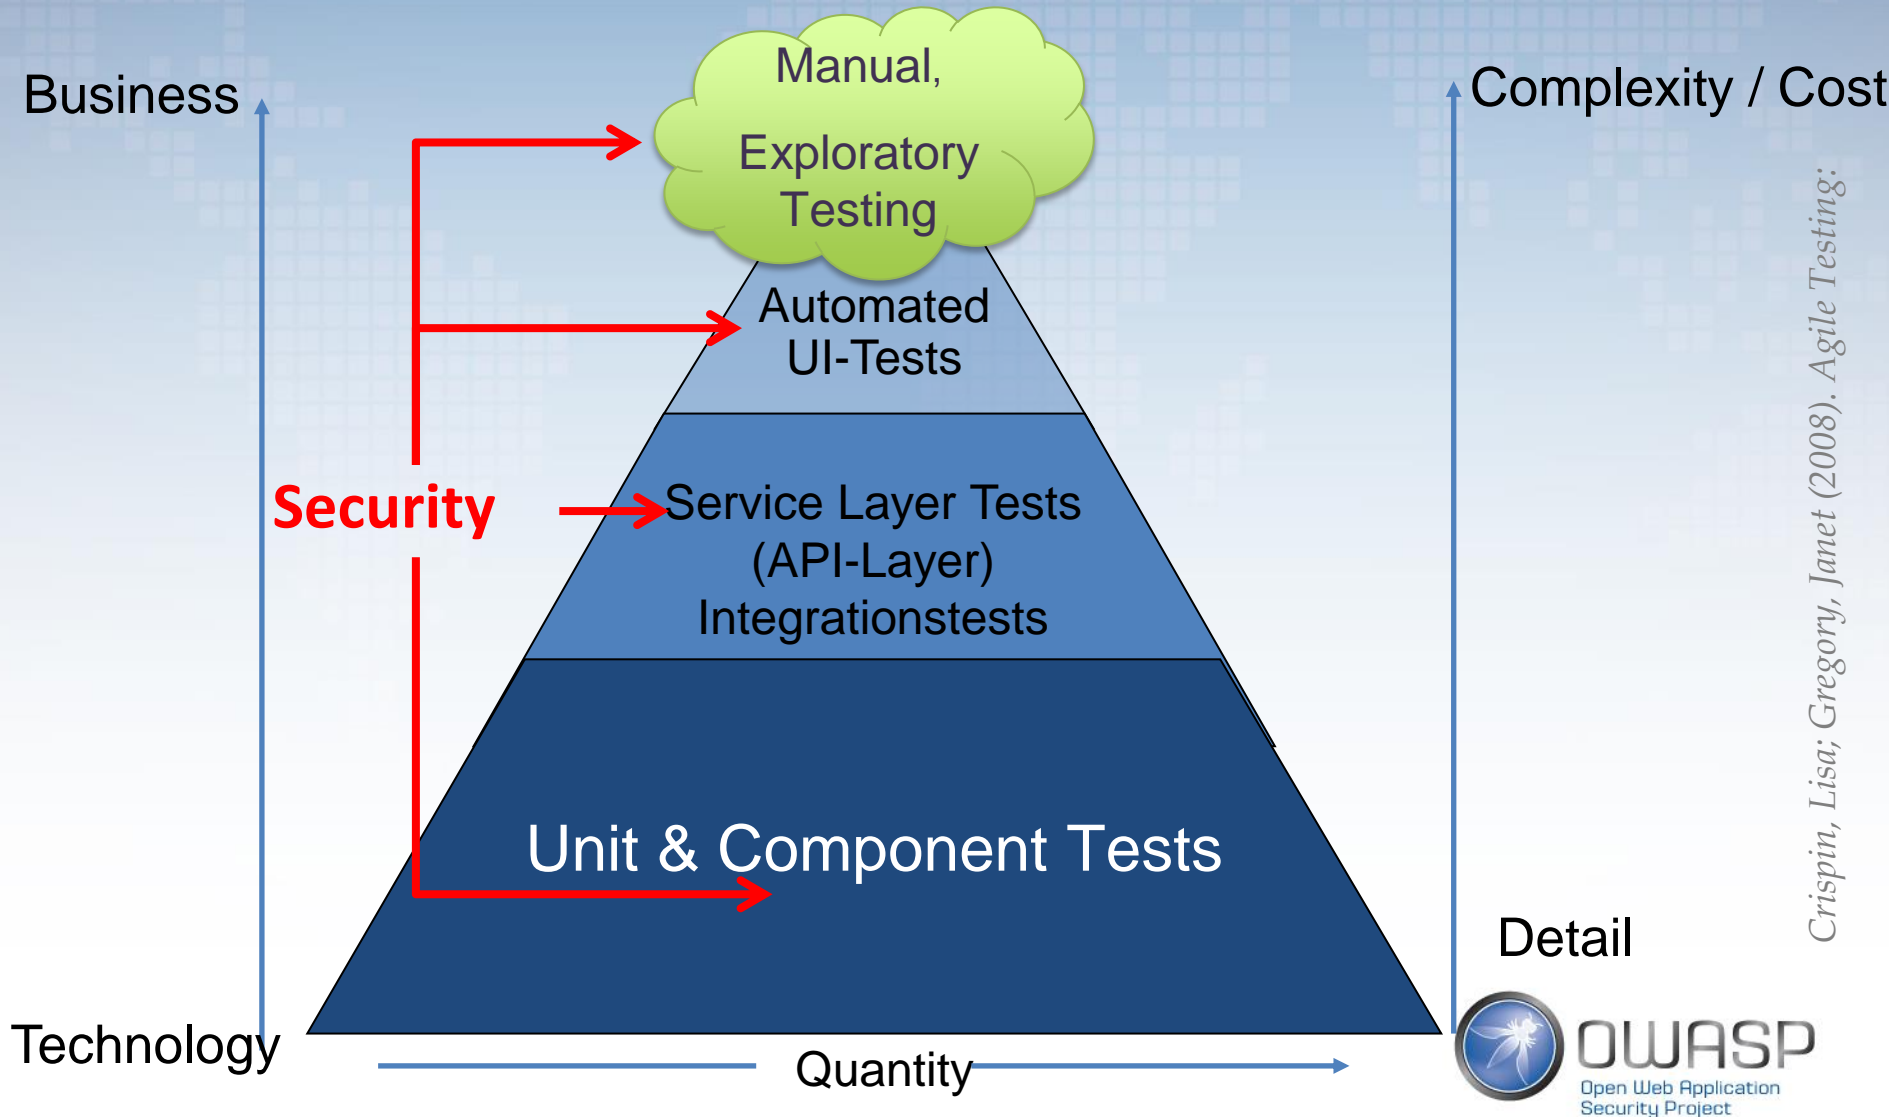 Business
Manual,
Exploratory
Testing
Complexity / Cost
Automated
UI-Tests
Security
Service Layer Tests
(API-Layer)
Integrationstests
Unit & Component Tests
Crispin, Lisa; Gregory, Janet (2008). Agile Testing:
Detail
Technology
Quantity
OWASP
Open Web Application
Security Project